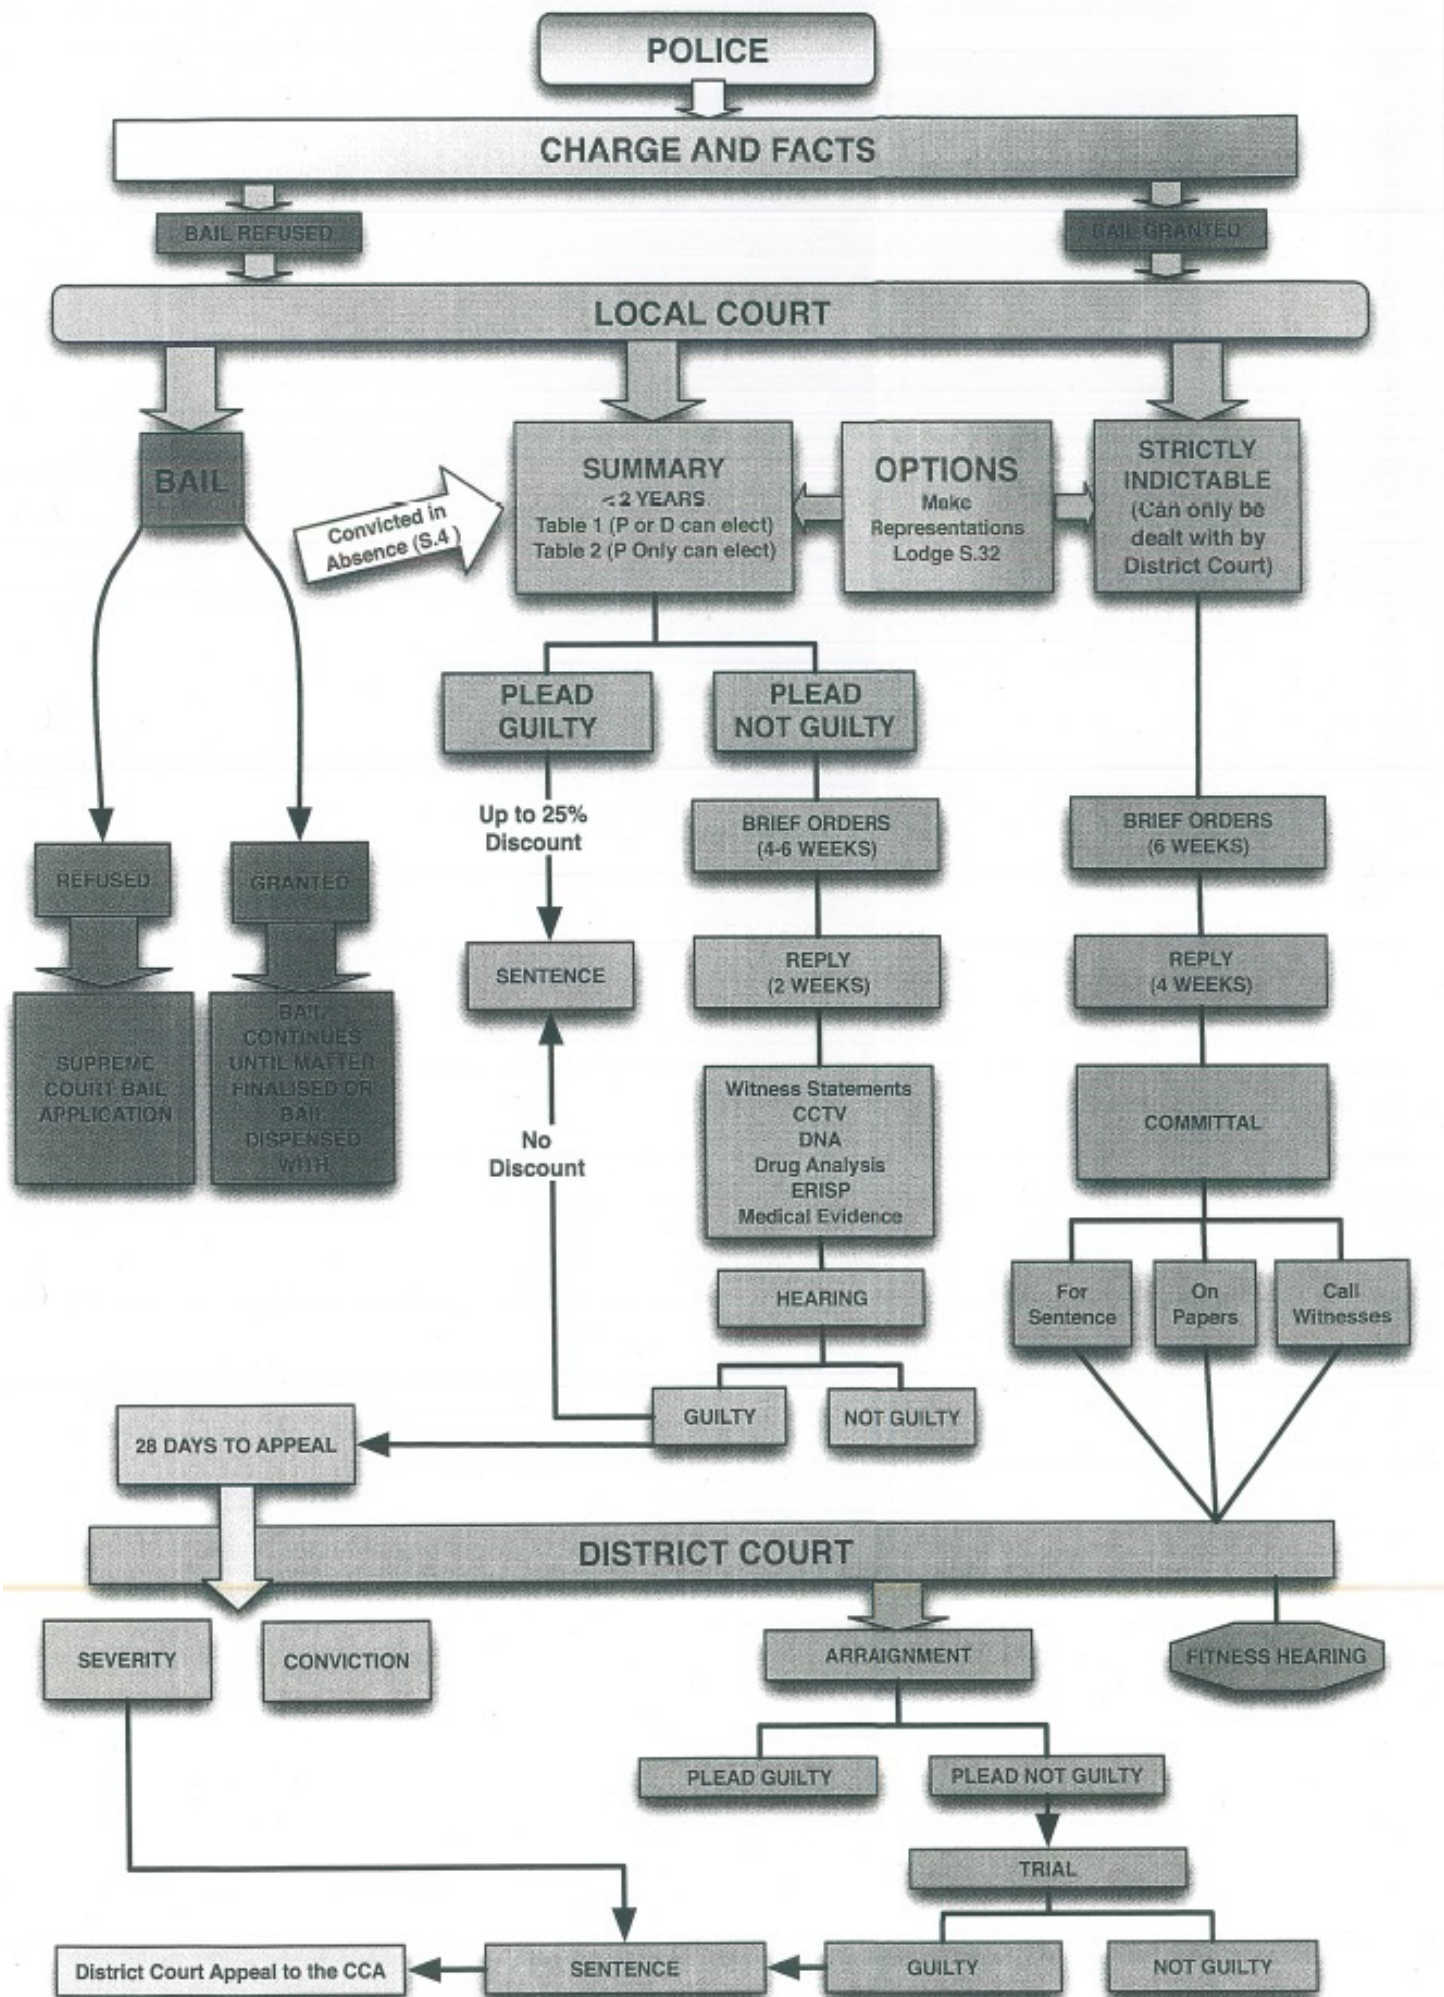 POLICE
CHARGE AND FACTS
BAIL REFUSED
BAIL GRANTED
LOCAL COURT
BAIL
Convicted in
Absence (S.4 )
SUMMARY
<2 YEARS
Table 1 (P or D can elect)
Table 2 (P Only can elect)
OPTIONS
Make
Representations
Lodge S.32
STRICTLY
INDICTABLE
(Can only be
dealt with by
District Court)
PLEAD
GUILTY
PLEAD
NOT GUILTY
Up to 25%
Discount
BRIEF ORDERS
(4-6 WEEKS)
BRIEF ORDERS
(6 WEEKS)
REFUSED
GRANTED
SENTENCE
REPLY
(2 WEEKS)
REPLY
(4 WEEKS)
SUPREME
COURT BAIL
APPLICATION
BAIL
CONTINUES
UNTIL MATTER
FINALISED OR
BAIL
DISPENSED
WITH
No
Discount
Witness Statements
CCTV
DNA
Drug Analysis
ERISP
Medical Evidence
COMMITTAL
HEARING
For
Sentence
On
Papers
Call
Witnesses
GUILTY
NOT GUILTY
28 DAYS TO APPEAL
DISTRICT COURT
SEVERITY
CONVICTION
ARRAIGNMENT
FITNESS HEARING
PLEAD GUILTY
PLEAD NOT GUILTY
TRIAL
District Court Appeal to the CCA
SENTENCE
GUILTY
NOT GUILTY